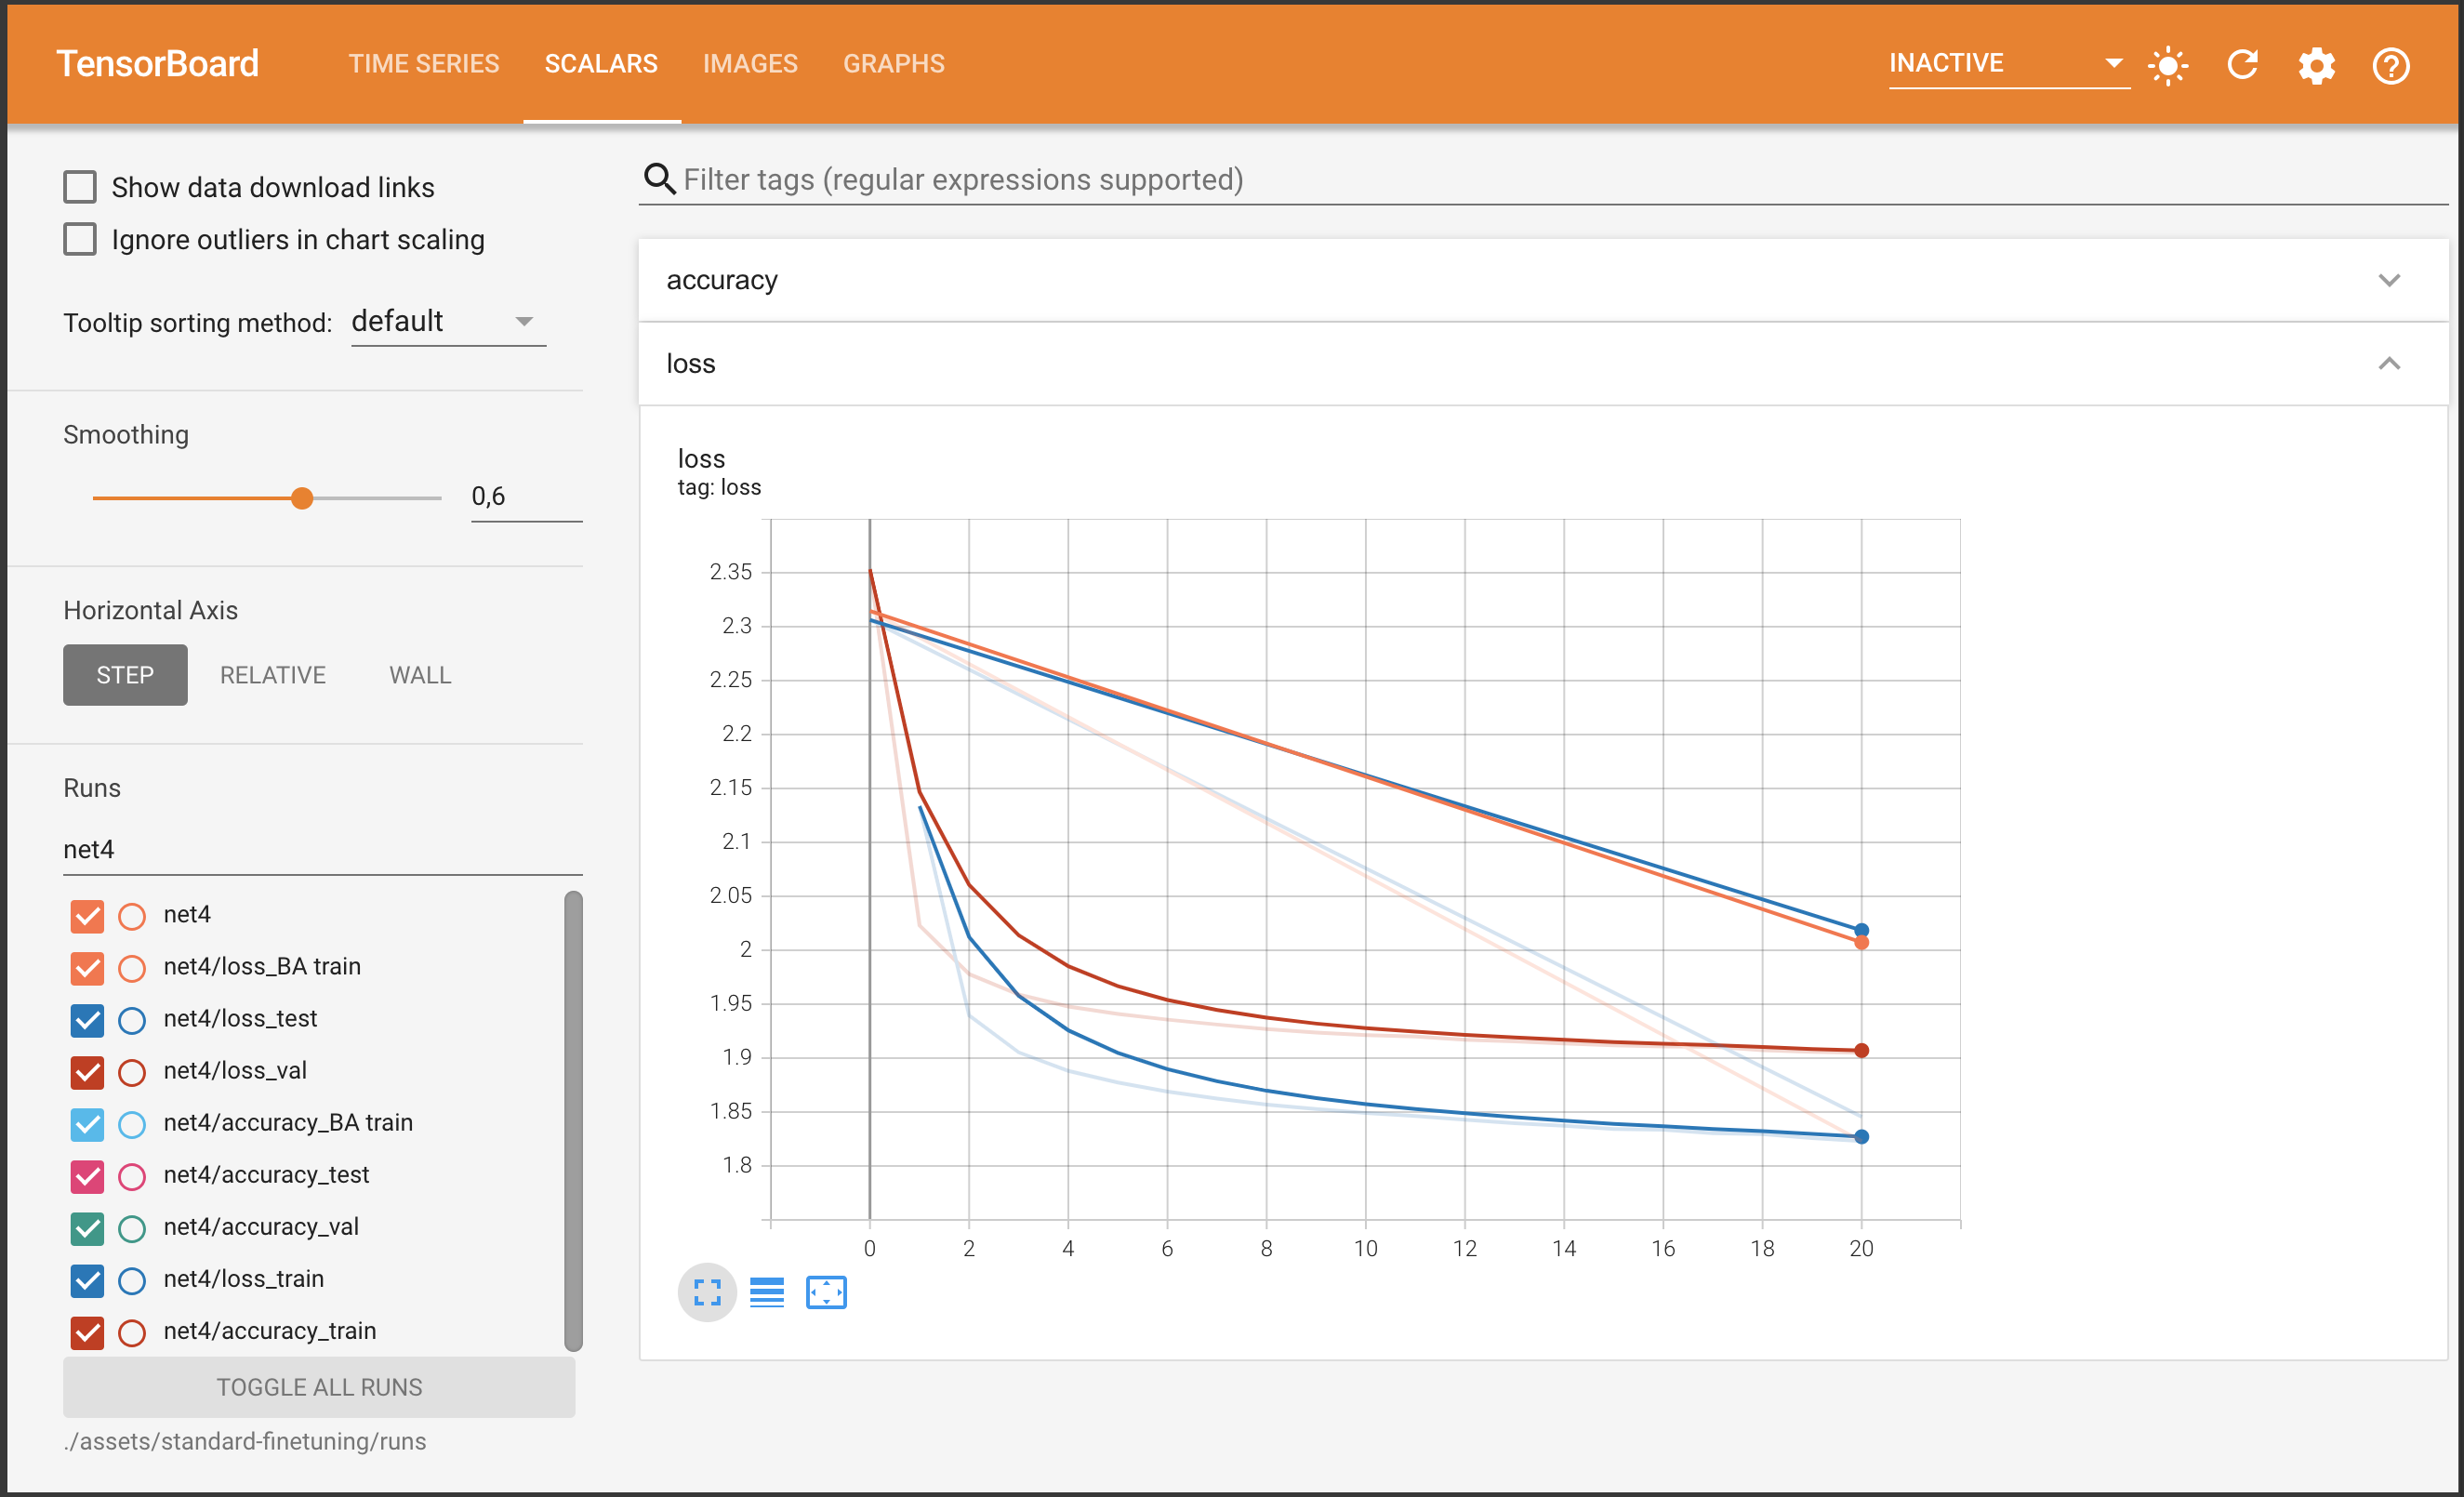 TensorBoard TIME SERIES SCALARS IMAGES GRAPHS INACTIVE
Show data download links
Ignore outliers in chart scaling
Tooltip sorting method: default
Smoothing
0,6
Horizontal Axis
STEP RELATIVE WALL
Runs
net4
net4
net4/loss_BA train
net4/loss_test
net4/loss_val
net4/accuracy_BA train
net4/accuracy_test
net4/accuracy_val
net4/loss_train
net4/accuracy_train
TOGGLE ALL RUNS
./assets/standard-finetuning/runs
Filter tags (regular expressions supported)
accuracy
loss
loss
tag: loss
2.35
2.3
2.25
2.2
2.15
2.1
2.05
2
1.95
1.9
1.85
1.8
0 2 4 6 8 10 12 14 16 18 20